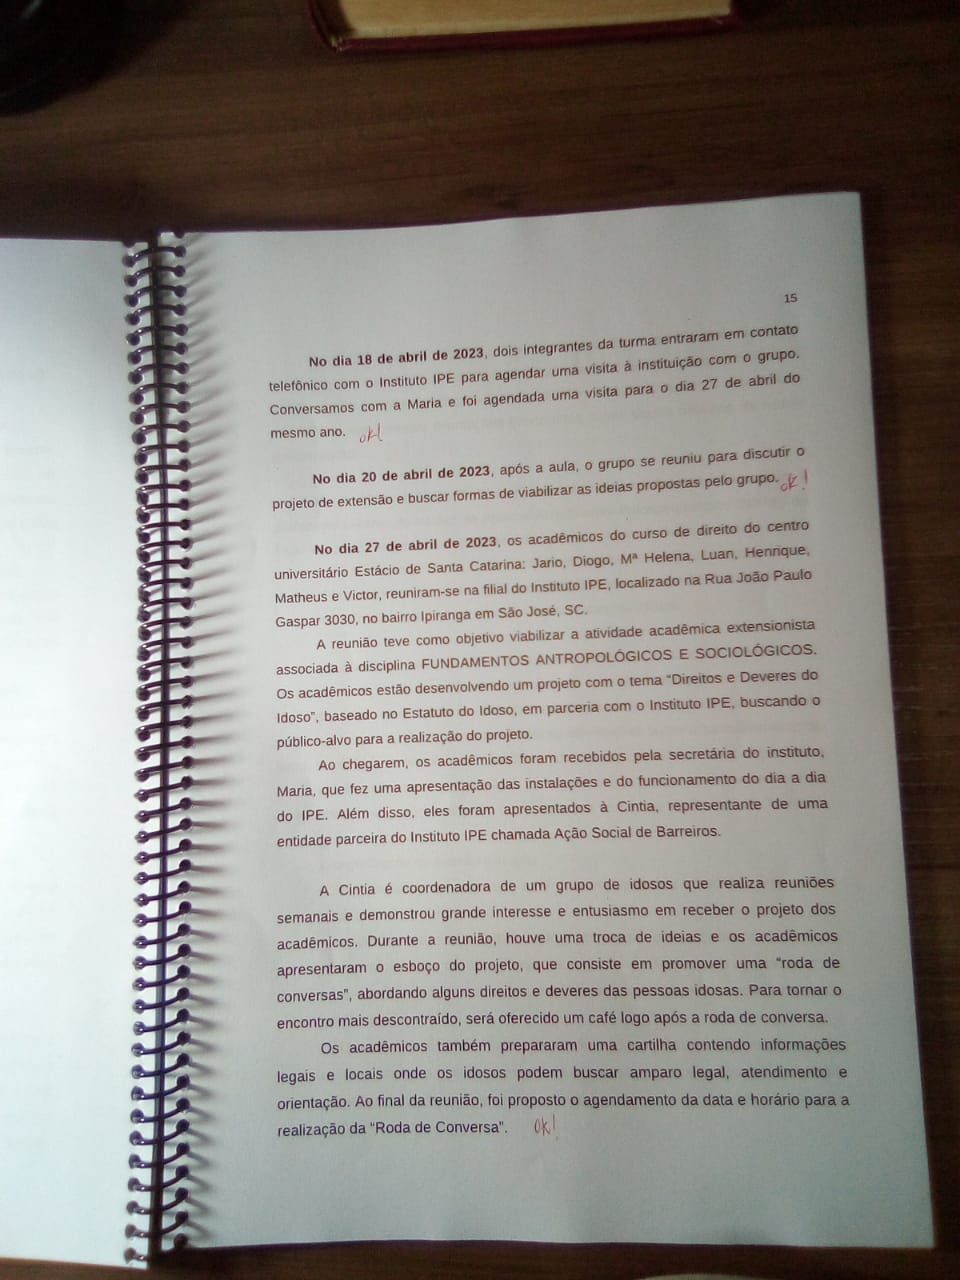 15
No dia 18 de abril de 2023, dois integrantes da turma entraram em contato
telefônico com o Instituto IPE para agendar uma visita à instituição com o grupo.
Conversamos com a Maria e foi agendada uma visita para o dia 27 de abril do
mesmo ano. ok!
No dia 20 de abril de 2023, após a aula, o grupo se reuniu para discutir o
projeto de extensão e buscar formas de viabilizar as ideias propostas pelo grupo. ok!
No dia 27 de abril de 2023, os acadêmicos do curso de direito do centro
universitário Estácio de Santa Catarina: Jario, Diogo, Mª Helena, Luan, Henrique,
Matheus e Victor, reuniram-se na filial do Instituto IPE, localizado na Rua João Paulo
Gaspar 3030, no bairro Ipiranga em São José, SC.
A reunião teve como objetivo viabilizar a atividade acadêmica extensionista
associada à disciplina FUNDAMENTOS ANTROPOLÓGICOS E SOCIOLÓGICOS.
Os acadêmicos estão desenvolvendo um projeto com o tema “Direitos e Deveres do
Idoso”, baseado no Estatuto do Idoso, em parceria com o Instituto IPE, buscando o
público-alvo para a realização do projeto.
Ao chegarem, os acadêmicos foram recebidos pela secretária do instituto,
Maria, que fez uma apresentação das instalações e do funcionamento do dia a dia
do IPE. Além disso, eles foram apresentados à Cintia, representante de uma
entidade parceira do Instituto IPE chamada Ação Social de Barreiros.
A Cintia é coordenadora de um grupo de idosos que realiza reuniões
semanais e demonstrou grande interesse e entusiasmo em receber o projeto dos
acadêmicos. Durante a reunião, houve uma troca de ideias e os acadêmicos
apresentaram o esboço do projeto, que consiste em promover uma “roda de
conversas”, abordando alguns direitos e deveres das pessoas idosas. Para tornar o
encontro mais descontraído, será oferecido um café logo após a roda de conversa.
Os acadêmicos também prepararam uma cartilha contendo informações
legais e locais onde os idosos podem buscar amparo legal, atendimento e
orientação. Ao final da reunião, foi proposto o agendamento da data e horário para a
realização da “Roda de Conversa”. Ok!